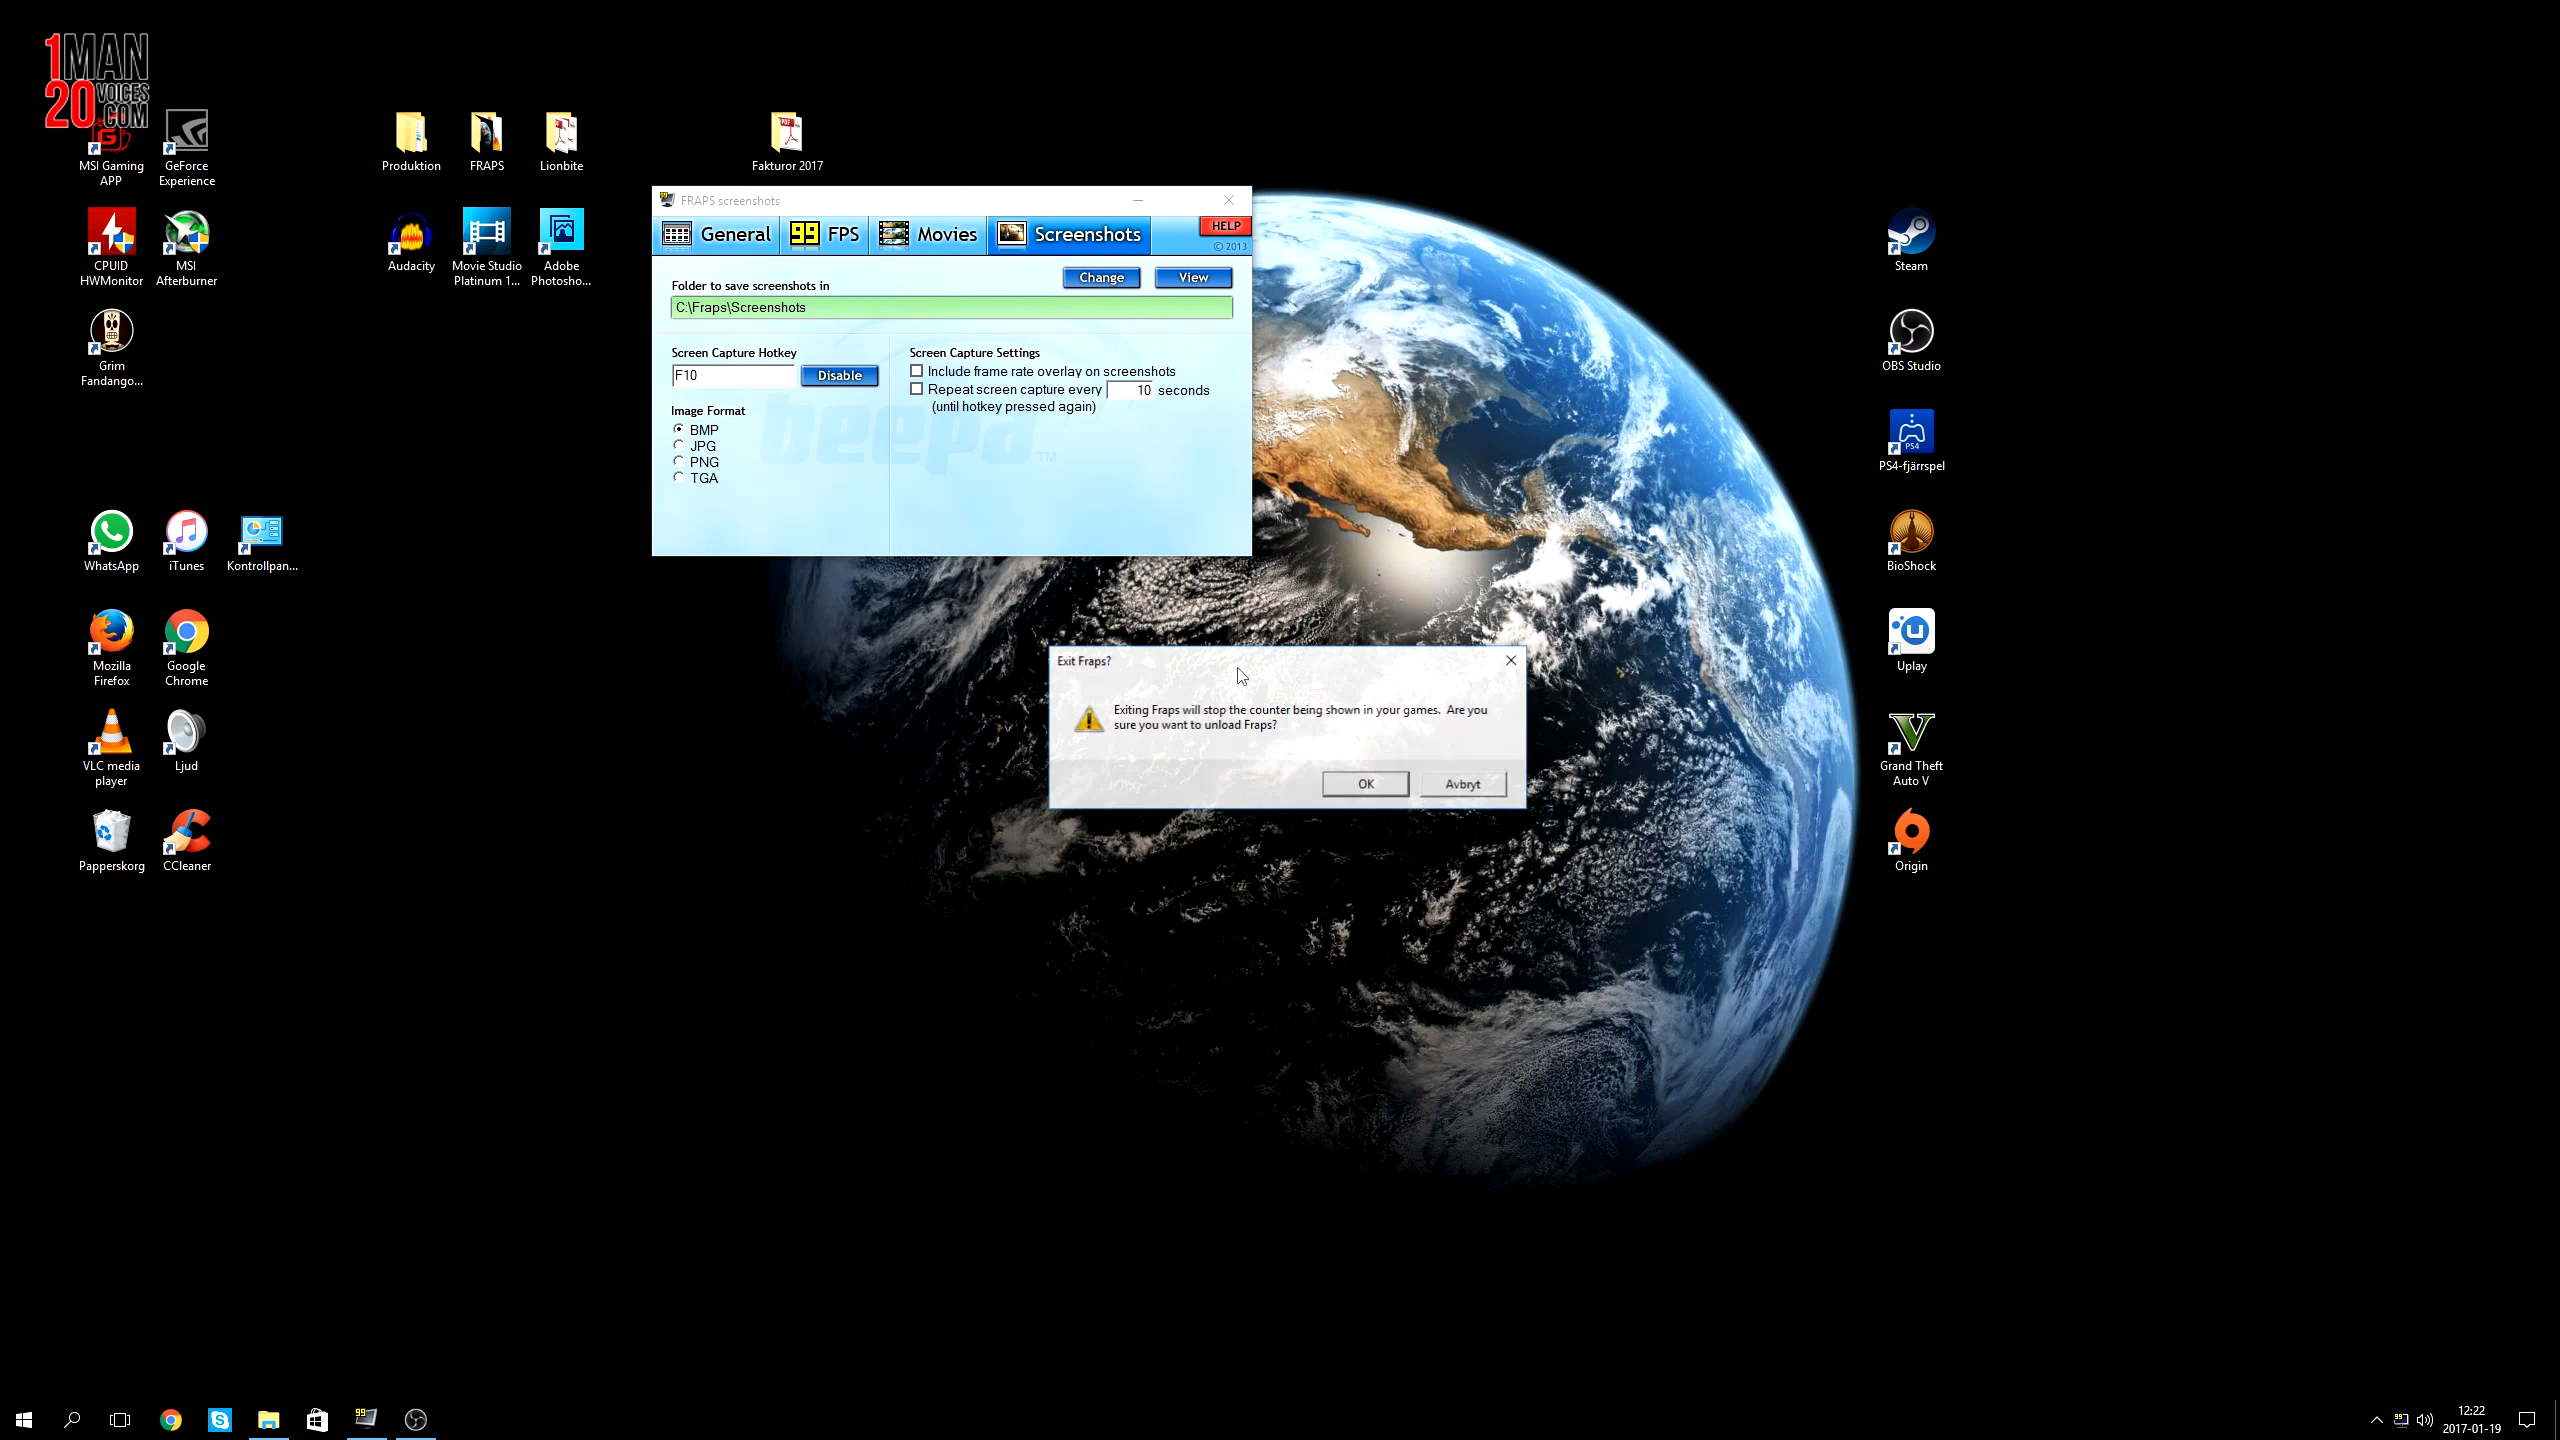 1MAN
20 VOICES
.COM
MSI Gaming
APP
GeForce
Experience
Produktion
FRAPS
Lionbite
Fakturor 2017
CPUID
HWMonitor
MSI
Afterburner
Audacity
Movie Studio
Platinum 1...
Adobe
Photosho...
Grim
Fandango...
WhatsApp
iTunes
Kontrollpan...
Mozilla
Firefox
Google
Chrome
VLC media
player
Ljud
Papperskorg
CCleaner
FRAPS screenshots
General
99 FPS
Movies
Screenshots
HELP
© 2013
Change
View
Folder to save screenshots in
C:\Fraps\Screenshots
Screen Capture Hotkey
F10
Disable
Image Format
BMP
JPG
PNG
TGA
Screen Capture Settings
Include frame rate overlay on screenshots
Repeat screen capture every 10 seconds
(until hotkey pressed again)
beepa TM
Exit Fraps?
Exiting Fraps will stop the counter being shown in your games. Are you
sure you want to unload Fraps?
OK
Avbryt
Steam
OBS Studio
PS4
PS4-fjärrspel
BioShock
Uplay
Grand Theft
Auto V
Origin
12:22
2017-01-19